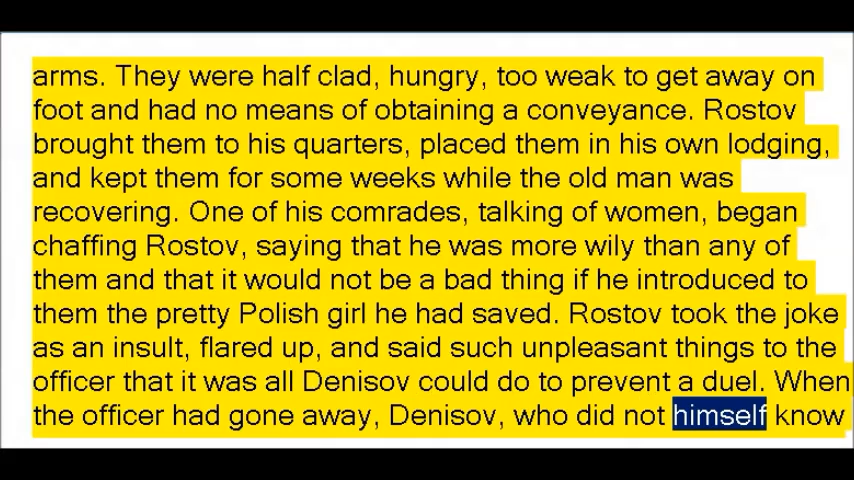 arms. They were half clad, hungry, too weak to get away on
foot and had no means of obtaining a conveyance. Rostov
brought them to his quarters, placed them in his own lodging,
and kept them for some weeks while the old man was
recovering. One of his comrades, talking of women, began
chaffing Rostov, saying that he was more wily than any of
them and that it would not be a bad thing if he introduced to
them the pretty Polish girl he had saved. Rostov took the joke
as an insult, flared up, and said such unpleasant things to the
officer that it was all Denisov could do to prevent a duel. When
the officer had gone away, Denisov, who did not himself know